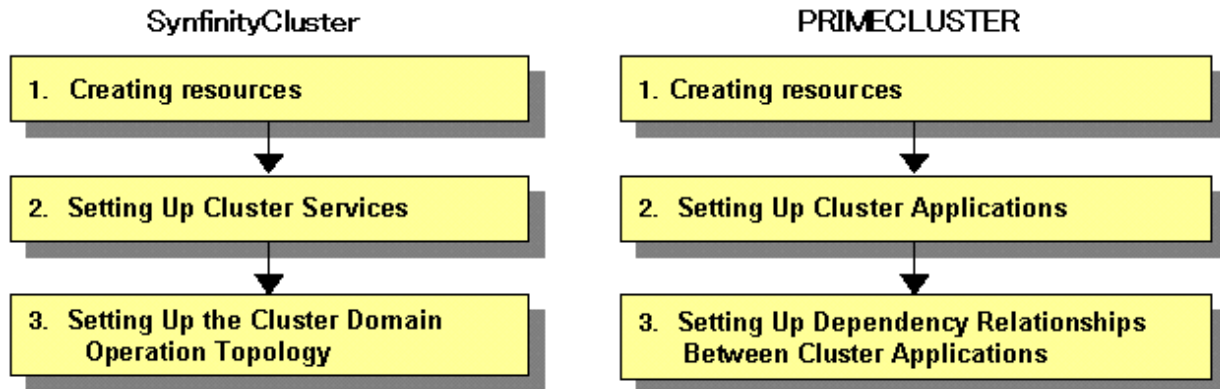 SynfinityCluster
1. Creating resources
2. Setting Up Cluster Services
3. Setting Up the Cluster Domain
Operation Topology
PRIMECLUSTER
1. Creating resources
2. Setting Up Cluster Applications
3. Setting Up Dependency Relationships
Between Cluster Applications